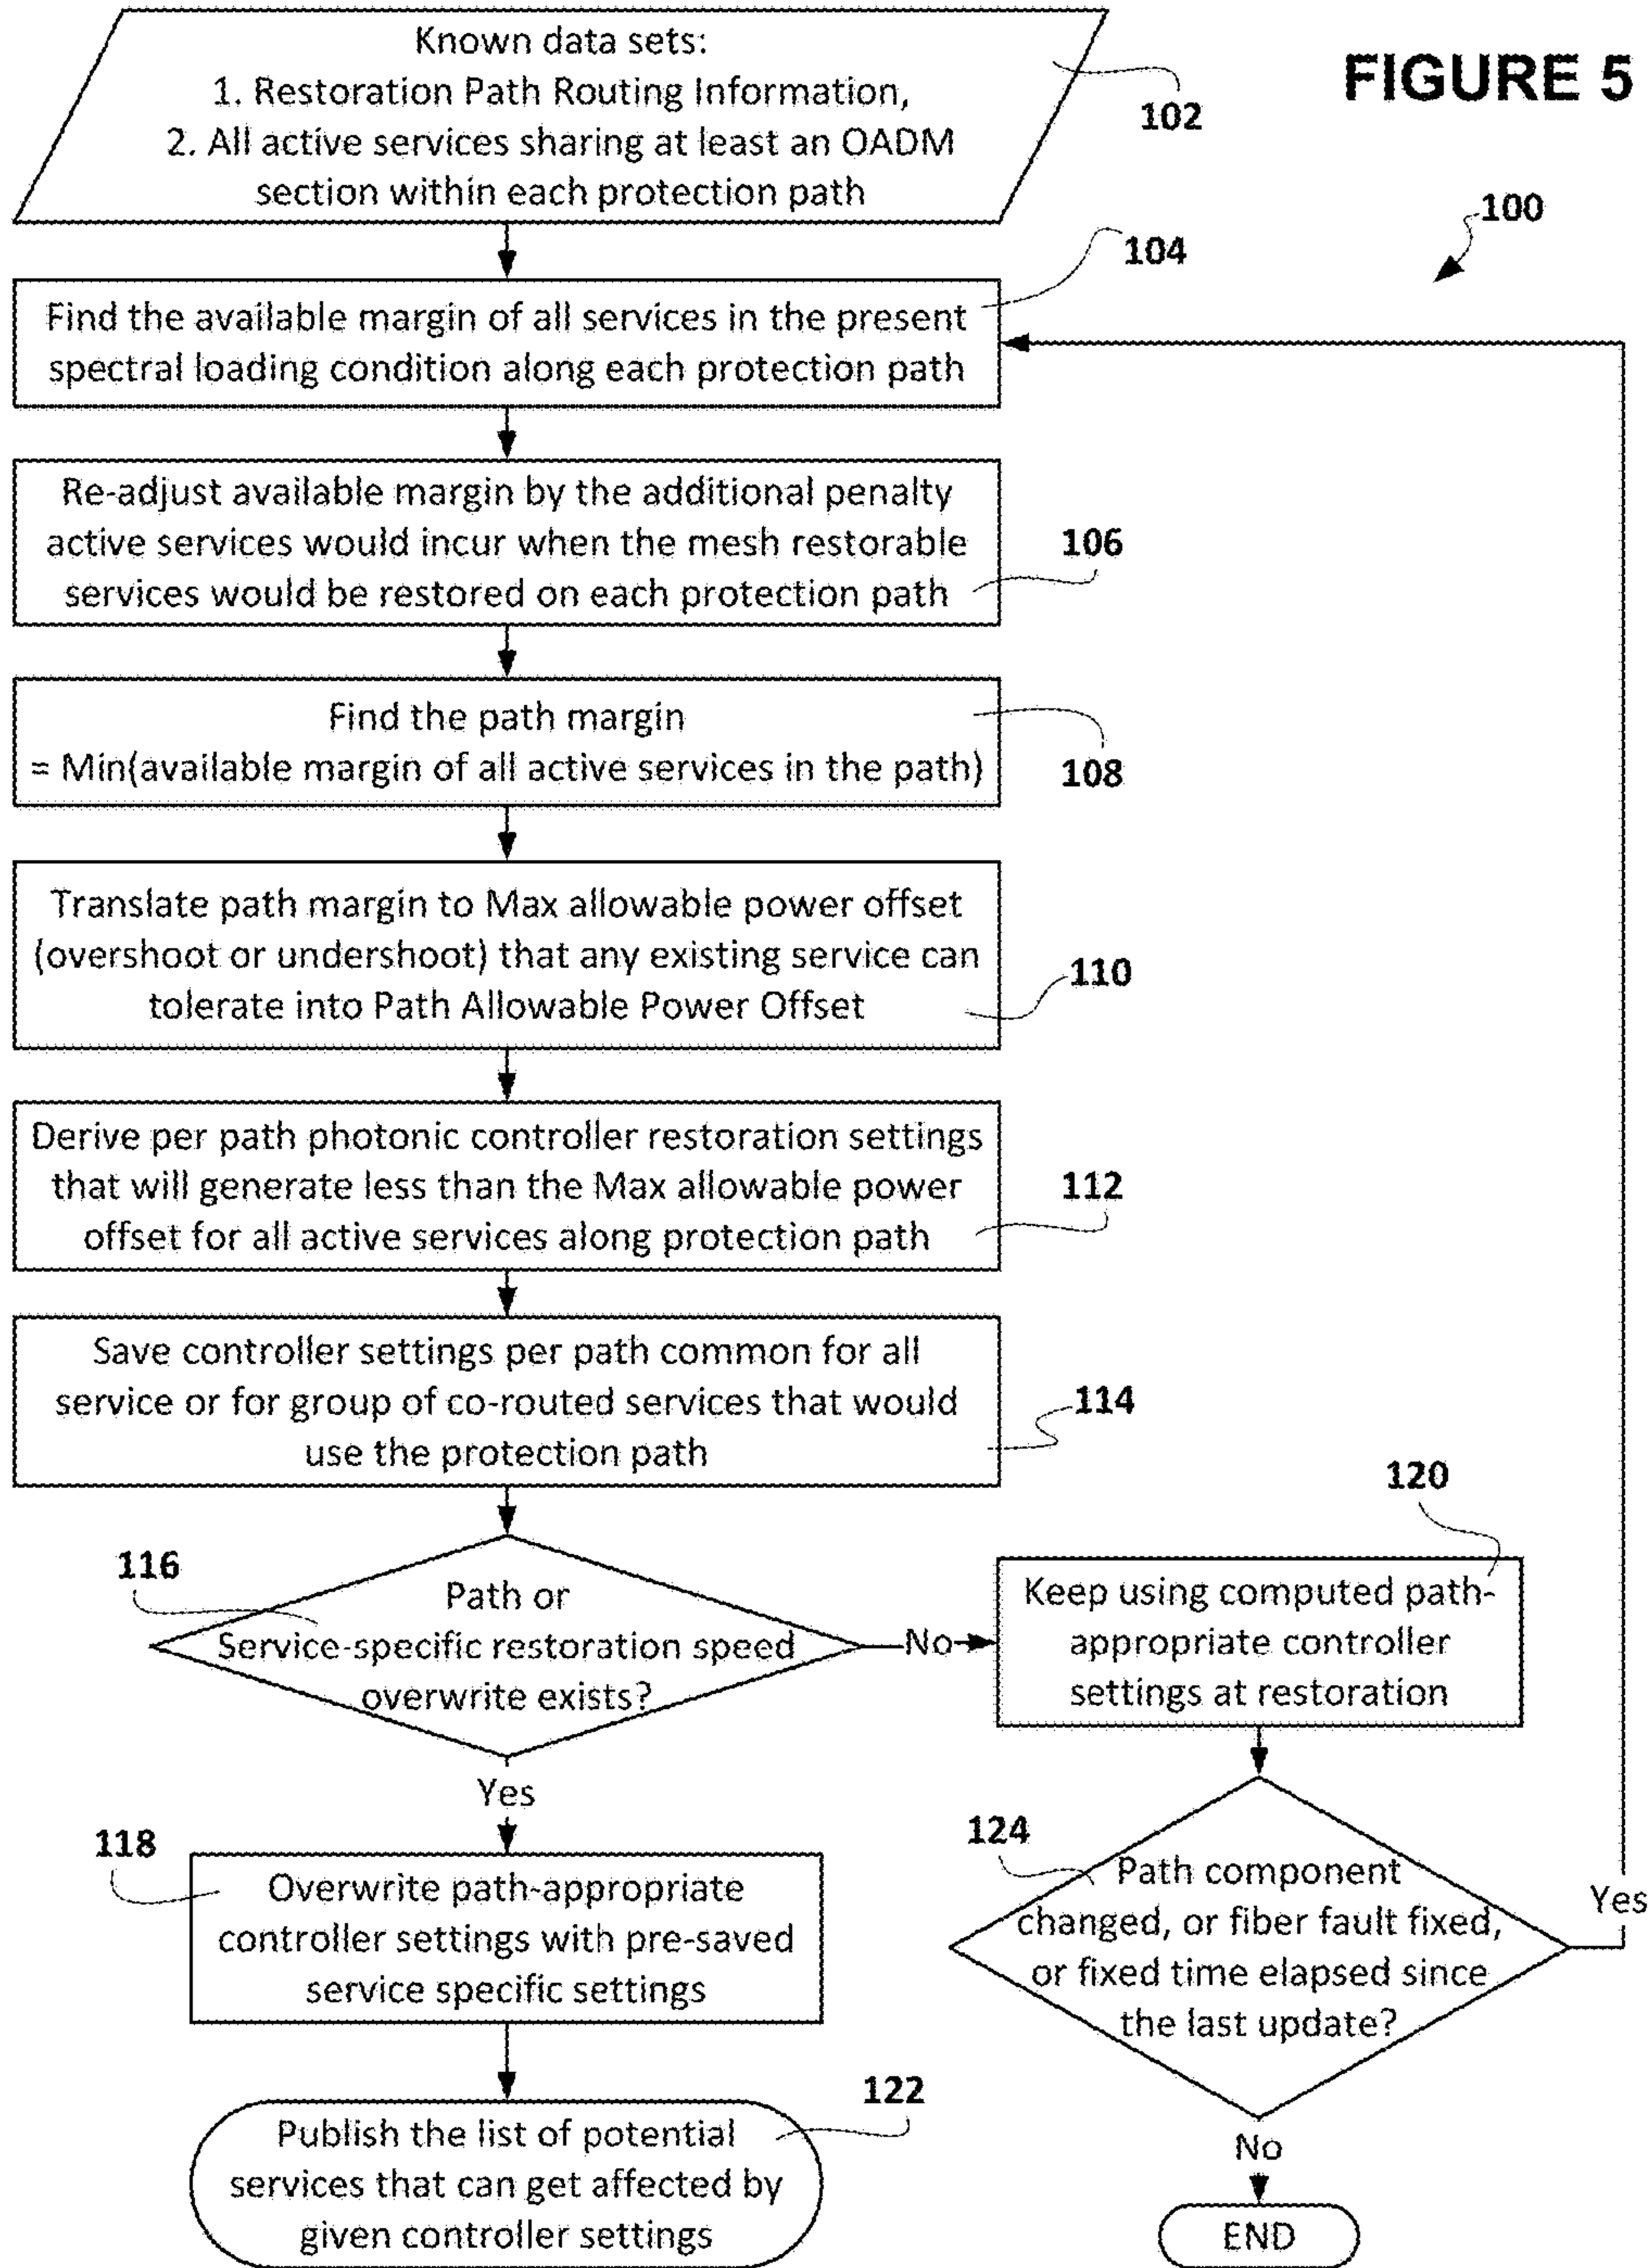 FIGURE 5
Known data sets:
1. Restoration Path Routing Information,
2. All active services sharing at least an OADM
section within each protection path
102
100
104
Find the available margin of all services in the present
spectral loading condition along each protection path
Re-adjust available margin by the additional penalty
active services would incur when the mesh restorable
services would be restored on each protection path
106
Find the path margin
= Min(available margin of all active services in the path)
108
Translate path margin to Max allowable power offset
(overshoot or undershoot) that any existing service can
tolerate into Path Allowable Power Offset
110
Derive per path photonic controller restoration settings
that will generate less than the Max allowable power
offset for all active services along protection path
112
Save controller settings per path common for all
service or for group of co-routed services that would
use the protection path
114
116
Path or
Service-specific restoration speed
overwrite exists?
No
Yes
120
Keep using computed path-
appropriate controller
settings at restoration
118
Overwrite path-appropriate
controller settings with pre-saved
service specific settings
124
Path component
changed, or fiber fault fixed,
or fixed time elapsed since
the last update?
Yes
No
122
Publish the list of potential
services that can get affected by
given controller settings
END